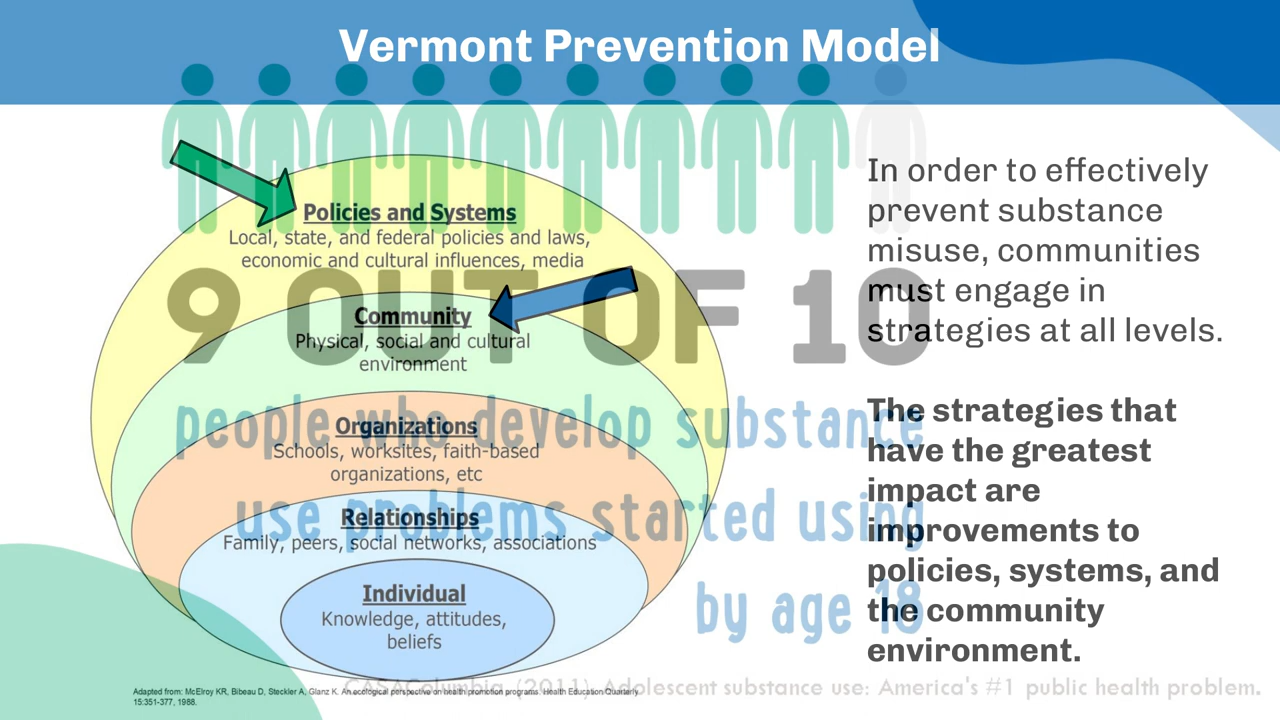 Vermont Prevention Model
Policies and Systems
Local, state, and federal policies and laws,
economic and cultural influences, media
Community
Physical, social and cultural
environment
Organizations
Schools, worksites, faith-based
organizations, etc
Relationships
Family, peers, social networks, associations
Individual
Knowledge, attitudes,
beliefs
In order to effectively
prevent substance
misuse, communities
must engage in
strategies at all levels.
The strategies that
have the greatest
impact are
improvements to
policies, systems, and
the community
environment.
9 OUT OF 10
people who develop substance
use problems started using
by age 18
Adapted from: McElroy KR, Bibeau D, Steckler A, Glanz K. An ecological perspective on health promotion programs. Health Education Quarterly
15:351-377, 1988.
CASAColumbia. (2011). Adolescent substance use: America's #1 public health problem.